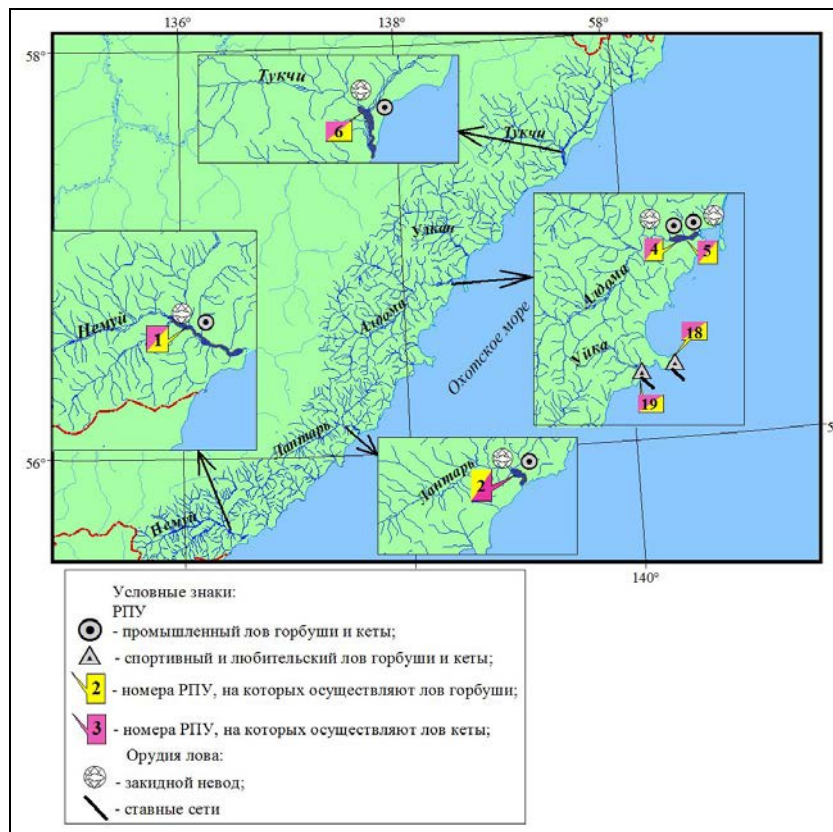 136°
138°
58°
58°
Тукчи
6
Тукчи
Улкан
4
5
Алдома
Алдома
Охотское море
18
Уйка
19
Немуй
1
56°
Лантарь
Лантарь
2
Немуй
5
140°
Условные знаки:
РПУ
- промышленный лов горбуши и кеты;
- спортивный и любительский лов горбуши и кеты;
2 - номера РПУ, на которых осуществляют лов горбуши;
3 - номера РПУ, на которых осуществляют лов кеты;
Орудия лова:
- закидной невод;
- ставные сети